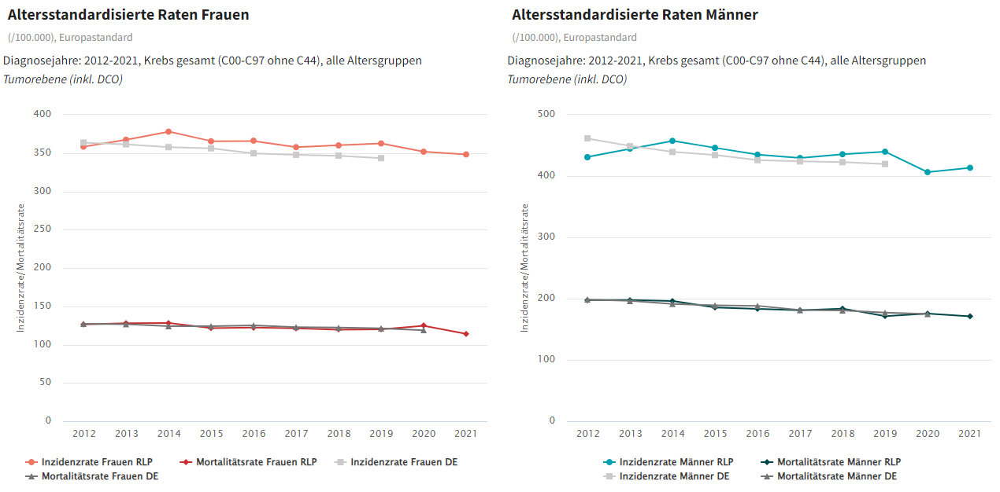 Altersstandardisierte Raten Frauen
(/100.000), Europastandard
Diagnosejahre: 2012-2021, Krebs gesamt (C00-C97 ohne C44), alle Altersgruppen
Tumorebene (inkl. DCO)
Inzidenzrate/ Mortalitätsrate
400
350
300
250
200
150
100
50
0
2012 2013 2014 2015 2016 2017 2018 2019 2020 2021
Inzidenzrate Frauen RLP Mortalitätsrate Frauen RLP Inzidenzrate Frauen DE
Mortalitätsrate Frauen DE
Altersstandardisierte Raten Männer
(/100.000), Europastandard
Diagnosejahre: 2012-2021, Krebs gesamt (C00-C97 ohne C44), alle Altersgruppen
Tumorebene (inkl. DCO)
Inzidenzrate/ Mortalitätsrate
500
400
300
200
100
0
2012 2013 2014 2015 2016 2017 2018 2019 2020 2021
Inzidenzrate Männer RLP Mortalitätsrate Männer RLP
Inzidenzrate Männer DE Mortalitätsrate Männer DE